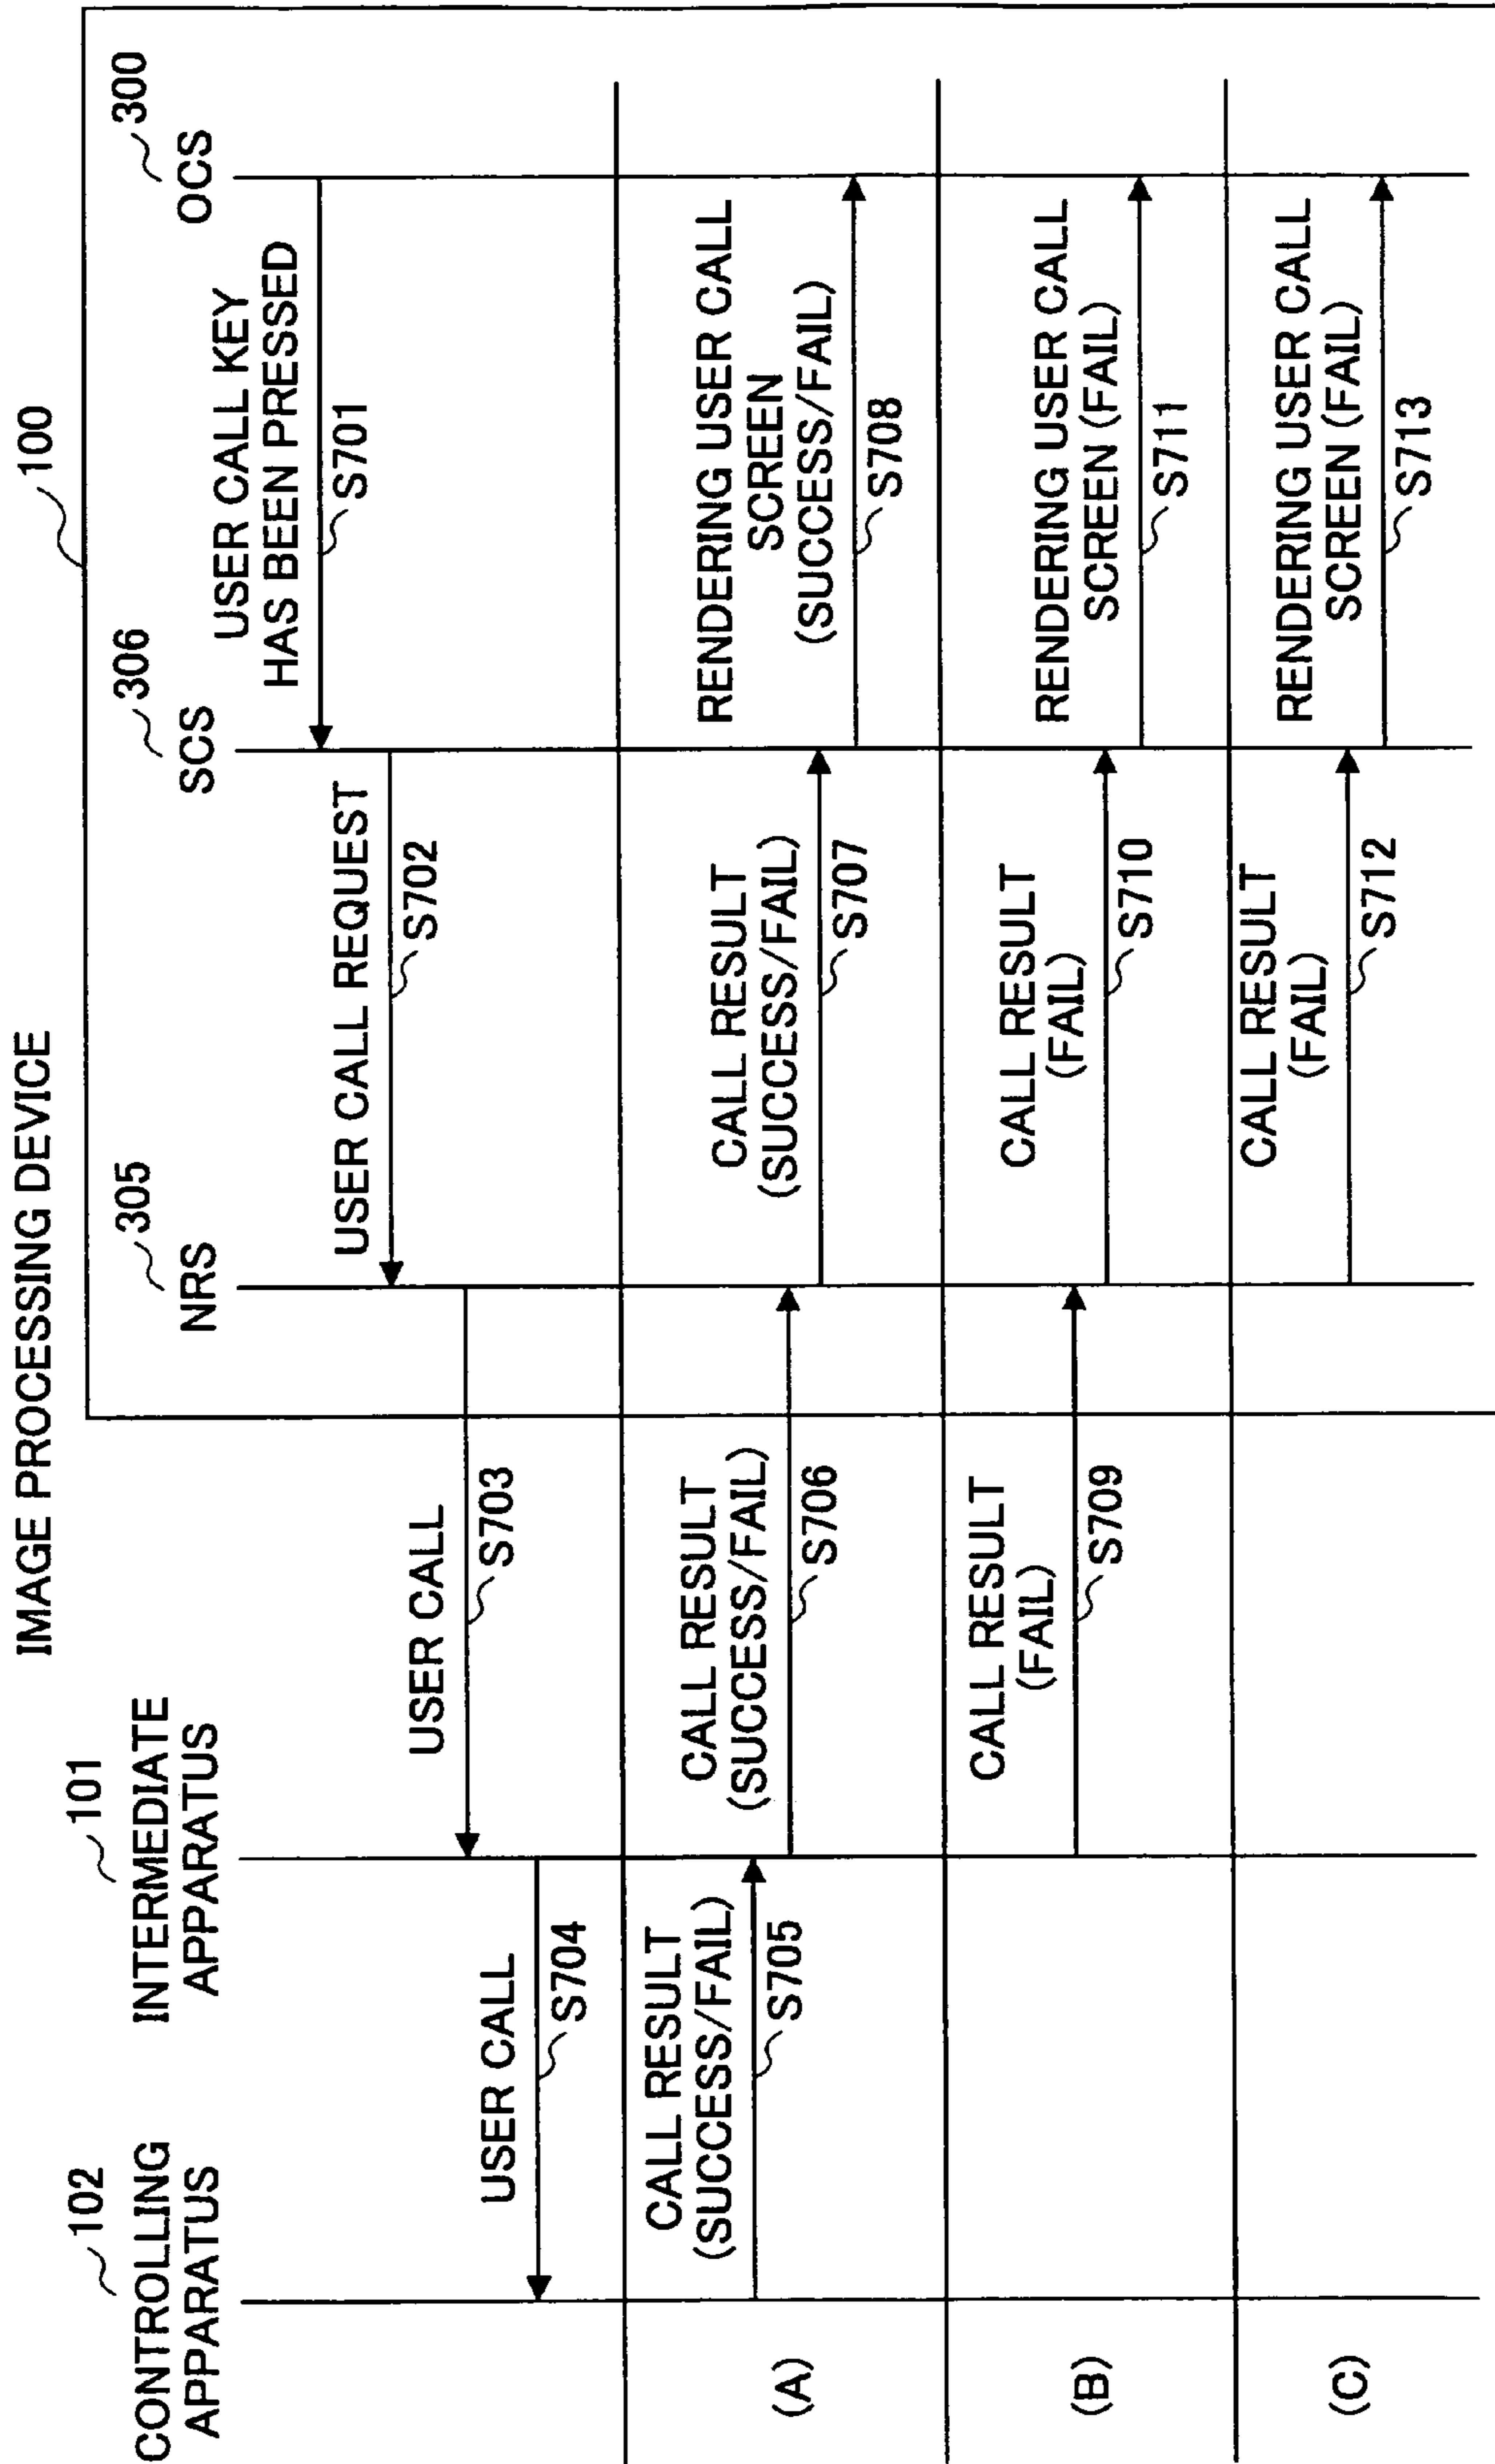 IMAGE PROCESSING DEVICE
100
102
CONTROLLING
APPARATUS
101
INTERMEDIATE
APPARATUS
305
NRS
306
SCS
300
OCS
USER CALL KEY
HAS BEEN PRESSED
S701
USER CALL REQUEST
S702
USER CALL
S703
USER CALL
S704
(A)
CALL RESULT
(SUCCESS/FAIL)
S705
CALL RESULT
(SUCCESS/FAIL)
S706
CALL RESULT
(SUCCESS/FAIL)
S707
RENDERING USER CALL
SCREEN
(SUCCESS/FAIL)
S708
(B)
CALL RESULT
(FAIL)
S709
CALL RESULT
(FAIL)
S710
RENDERING USER CALL
SCREEN (FAIL)
S711
(C)
CALL RESULT
(FAIL)
S712
RENDERING USER CALL
SCREEN (FAIL)
S713